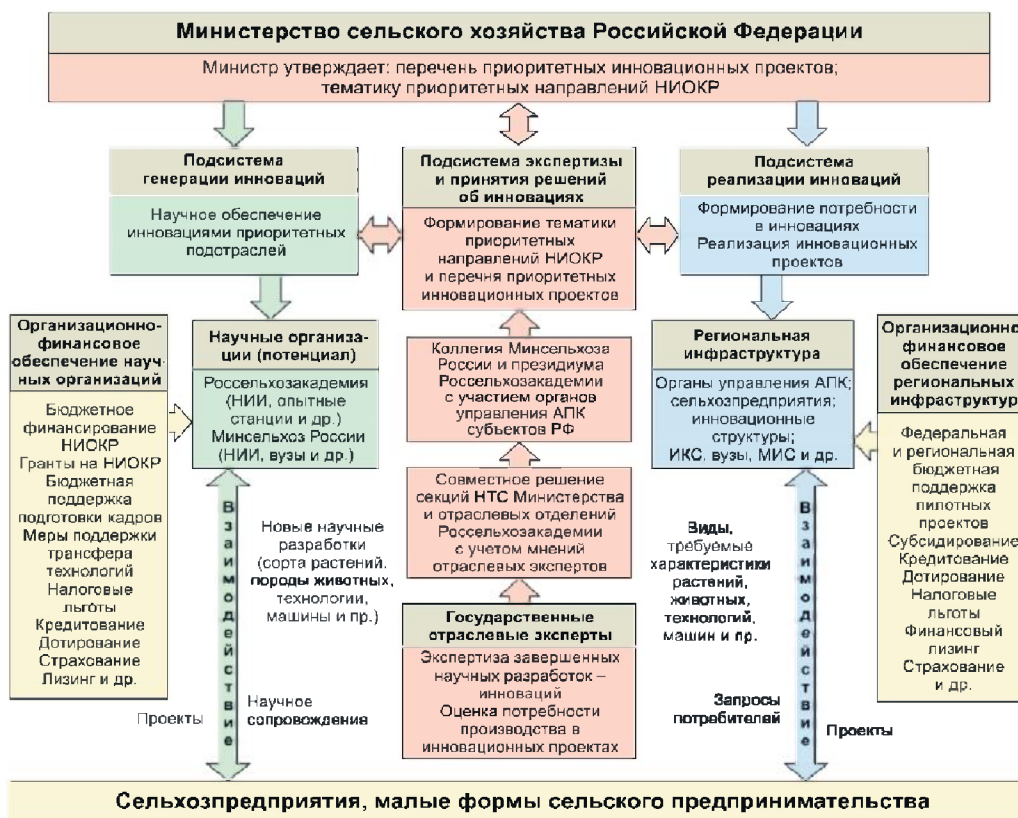 Министерство сельского хозяйства Российской Федерации
Министр утверждает: перечень приоритетных инновационных проектов;
тематику приоритетных направлений НИОКР
Подсистема
генерации инноваций
Научное обеспечение
инновациями приоритетных
подотраслей
Подсистема экспертизы
и принятия решений
об инновациях
Формирование тематики
приоритетных
направлений НИОКР
и перечня приоритетных
инновационных проектов
Подсистема
реализации инноваций
Формирование потребности
в инновациях
Реализация инновационных
проектов
Организационно-
финансовое
обеспечение науч-
ных организаций
Бюджетное
финансирование
НИОКР
Гранты на НИОКР
Бюджетная
поддержка
подготовки кадров
Меры поддержки
трансфера
технологий
Налоговые
льготы
Кредитование
Дотирование
Страхование
Лизинг и др.
Научные организа-
ции (потенциал)
Россельхозакадемия
(НИИ, опытные
станции и др.)
Минсельхоз России
(НИИ, вузы и др.)
Коллегия Минсельхоза
России и президиума
Россельхозакадемии
с участием органов
управления АПК
субъектов РФ
Совместное решение
секций НТС Министерства
и отраслевых отделений
Россельхозакадемии
с учетом мнений
отраслевых экспертов
Государственные
отраслевые эксперты
Экспертиза завершенных
научных разработок –
инноваций
Оценка потребности
производства в
инновационных проектах
Региональная
инфраструктура
Органы управления АПК;
сельхозпредприятия;
инновационные
структуры;
ИКС, вузы, МИС и др.
Организационно
финансовое
обеспечение
региональных
инфраструктур
Федеральная
и региональная
бюджетная
поддержка
пилотных
проектов
Субсидирование
Кредитование
Дотирование
Налоговые
льготы
Финансовый
лизинг
Страхование
и др.
Взаимодействие
Новые научные
разработки
(сорта растений,
породы животных,
технологии,
машины и пр.)
Проекты
Научное
сопровождение
Виды,
требуемые
характеристики
растений,
животных,
технологий,
машин и пр.
Запросы
потребителей
Взаимодействие
Проекты
Сельхозпредприятия, малые формы сельского предпринимательства